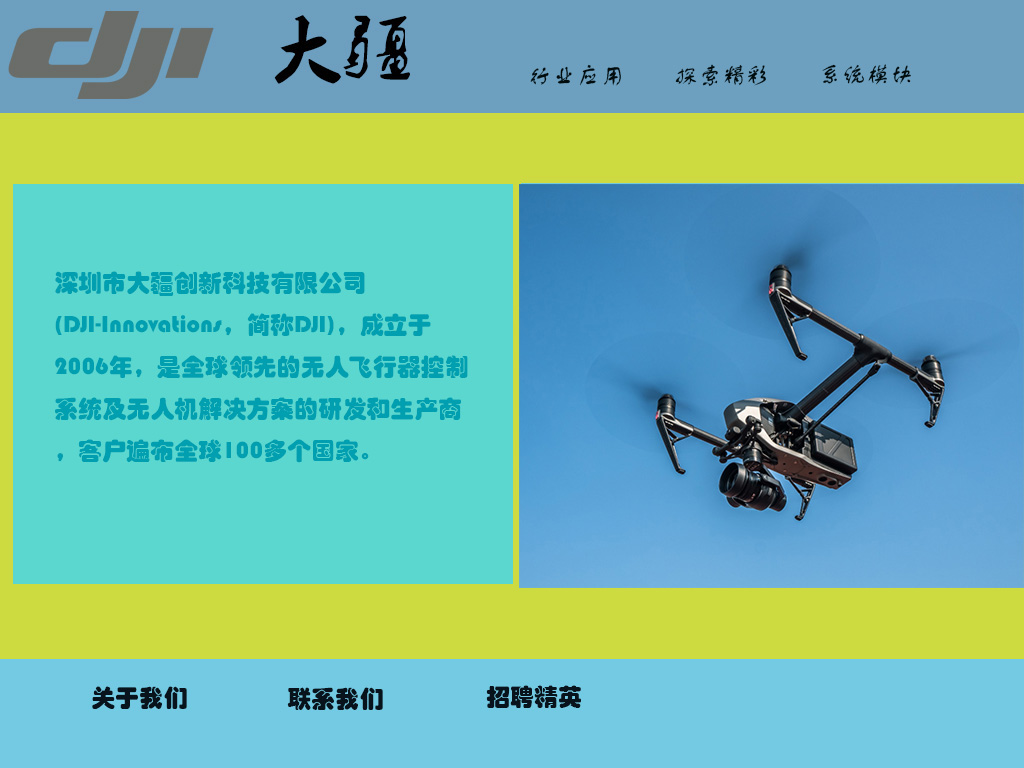 dji
大疆
行业应用 探索精彩 系统模块
深圳市大疆创新科技有限公司
(DJI-Innovations，简称DJI)，成立于
2006年，是全球领先的无人飞行器控制
系统及无人机解决方案的研发和生产商
，客户遍布全球100多个国家。
关于我们 联系我们 招聘精英